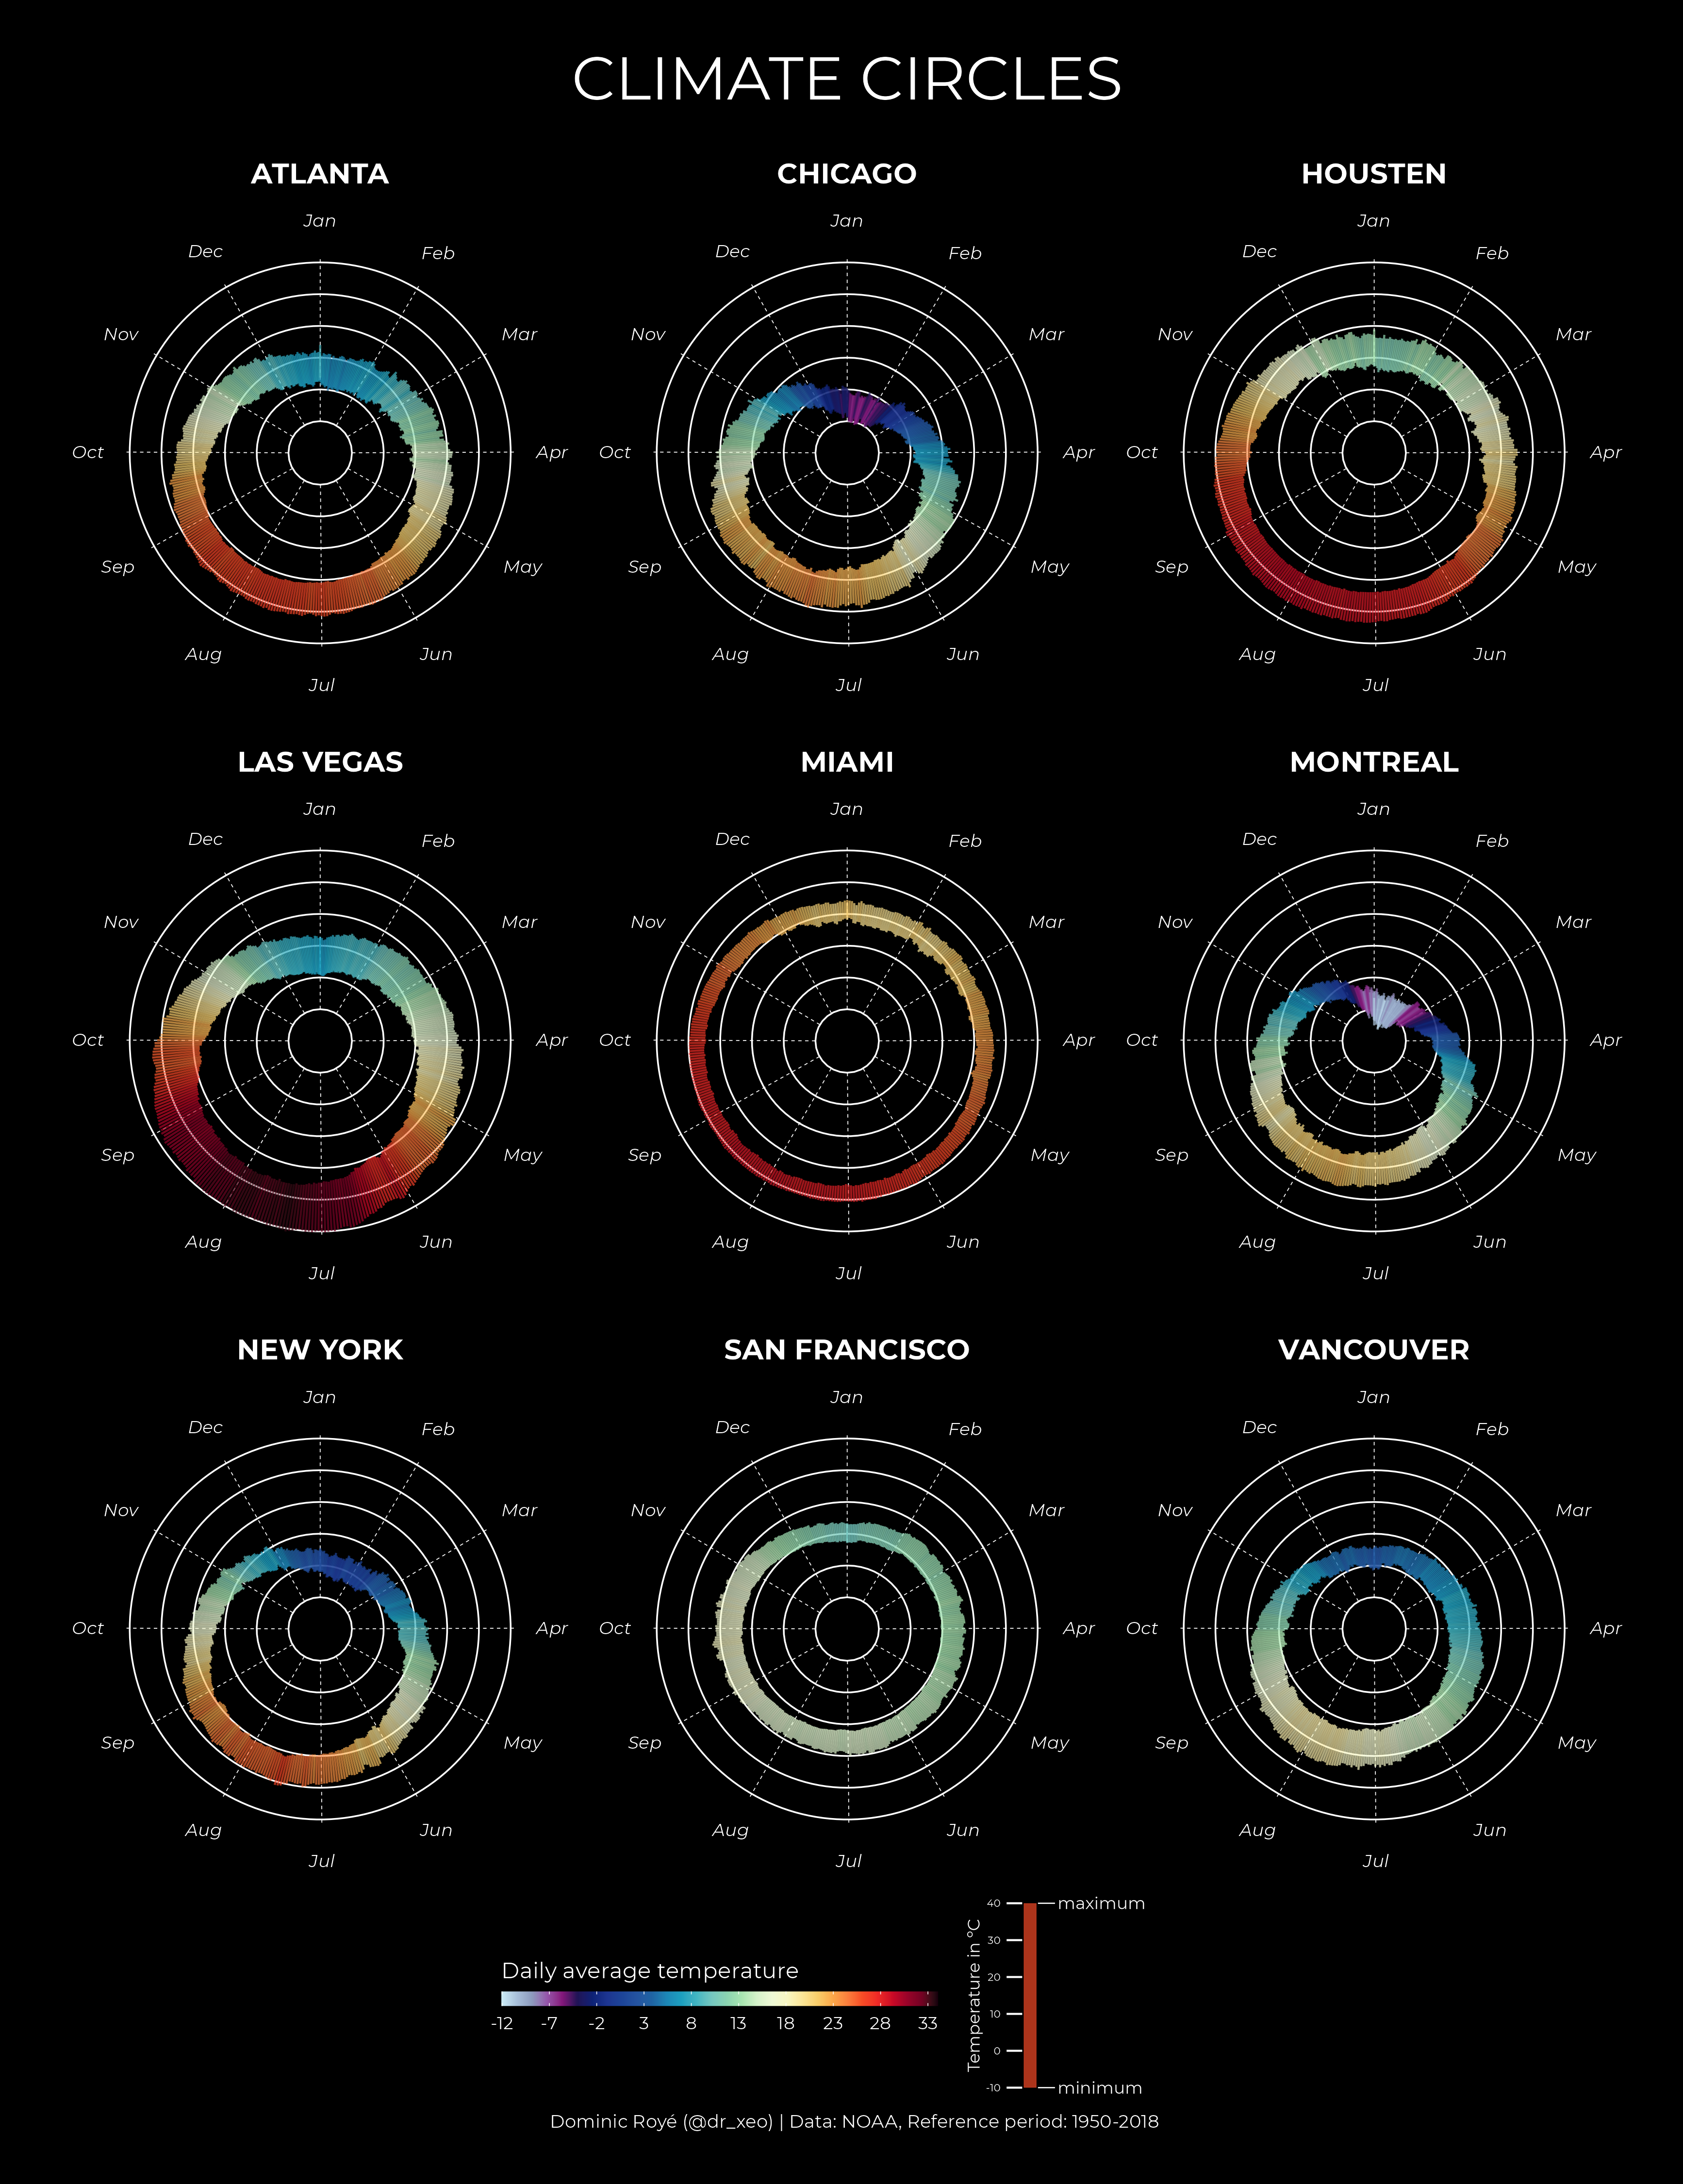 CLIMATE CIRCLES
ATLANTA
Jan
Feb
Mar
Apr
May
Jun
Jul
Aug
Sep
Oct
Nov
Dec
CHICAGO
Jan
Feb
Mar
Apr
May
Jun
Jul
Aug
Sep
Oct
Nov
Dec
HOUSTEN
Jan
Feb
Mar
Apr
May
Jun
Jul
Aug
Sep
Oct
Nov
Dec
LAS VEGAS
Jan
Feb
Mar
Apr
May
Jun
Jul
Aug
Sep
Oct
Nov
Dec
MIAMI
Jan
Feb
Mar
Apr
May
Jun
Jul
Aug
Sep
Oct
Nov
Dec
MONTREAL
Jan
Feb
Mar
Apr
May
Jun
Jul
Aug
Sep
Oct
Nov
Dec
NEW YORK
Jan
Feb
Mar
Apr
May
Jun
Jul
Aug
Sep
Oct
Nov
Dec
SAN FRANCISCO
Jan
Feb
Mar
Apr
May
Jun
Jul
Aug
Sep
Oct
Nov
Dec
VANCOUVER
Jan
Feb
Mar
Apr
May
Jun
Jul
Aug
Sep
Oct
Nov
Dec
Daily average temperature
-12 -7 -2 3 8 13 18 23 28 33
Temperature in ºC
40 maximum
30
20
10
0
-10 minimum
Dominic Royé (@dr_xeo) | Data: NOAA, Reference period: 1950-2018